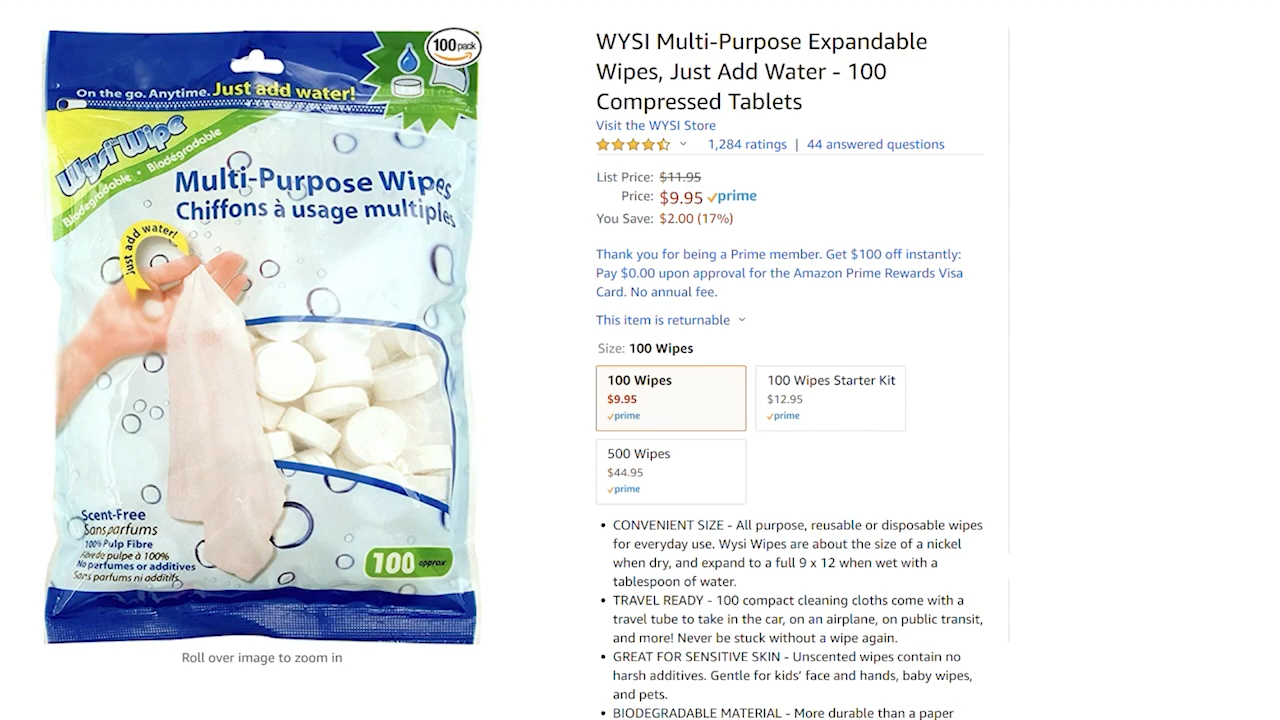 100 pack
On the go. Anytime. Just add water!
Wysi Wipe
Biodegradable • Biodégradable
Multi-Purpose Wipes
Chiffons à usage multiples
Just add water!
Scent-Free
Sans parfums
100% Pulp Fibre
Fibre de pulpe à 100%
No perfumes or additives
Sans parfums ni additifs
100 approx
Roll over image to zoom in
WYSI Multi-Purpose Expandable
Wipes, Just Add Water - 100
Compressed Tablets
Visit the WYSI Store
1,284 ratings | 44 answered questions
List Price: $11.95
Price: $9.95 prime
You Save: $2.00 (17%)
Thank you for being a Prime member. Get $100 off instantly:
Pay $0.00 upon approval for the Amazon Prime Rewards Visa
Card. No annual fee.
This item is returnable
Size: 100 Wipes
100 Wipes
$9.95
prime
100 Wipes Starter Kit
$12.95
prime
500 Wipes
$44.95
prime
• CONVENIENT SIZE - All purpose, reusable or disposable wipes
for everyday use. Wysi Wipes are about the size of a nickel
when dry, and expand to a full 9 x 12 when wet with a
tablespoon of water.
• TRAVEL READY - 100 compact cleaning cloths come with a
travel tube to take in the car, on an airplane, on public transit,
and more! Never be stuck without a wipe again.
• GREAT FOR SENSITIVE SKIN - Unscented wipes contain no
harsh additives. Gentle for kids' face and hands, baby wipes,
and pets.
• BIODEGRADABLE MATERIAL - More durable than a paper